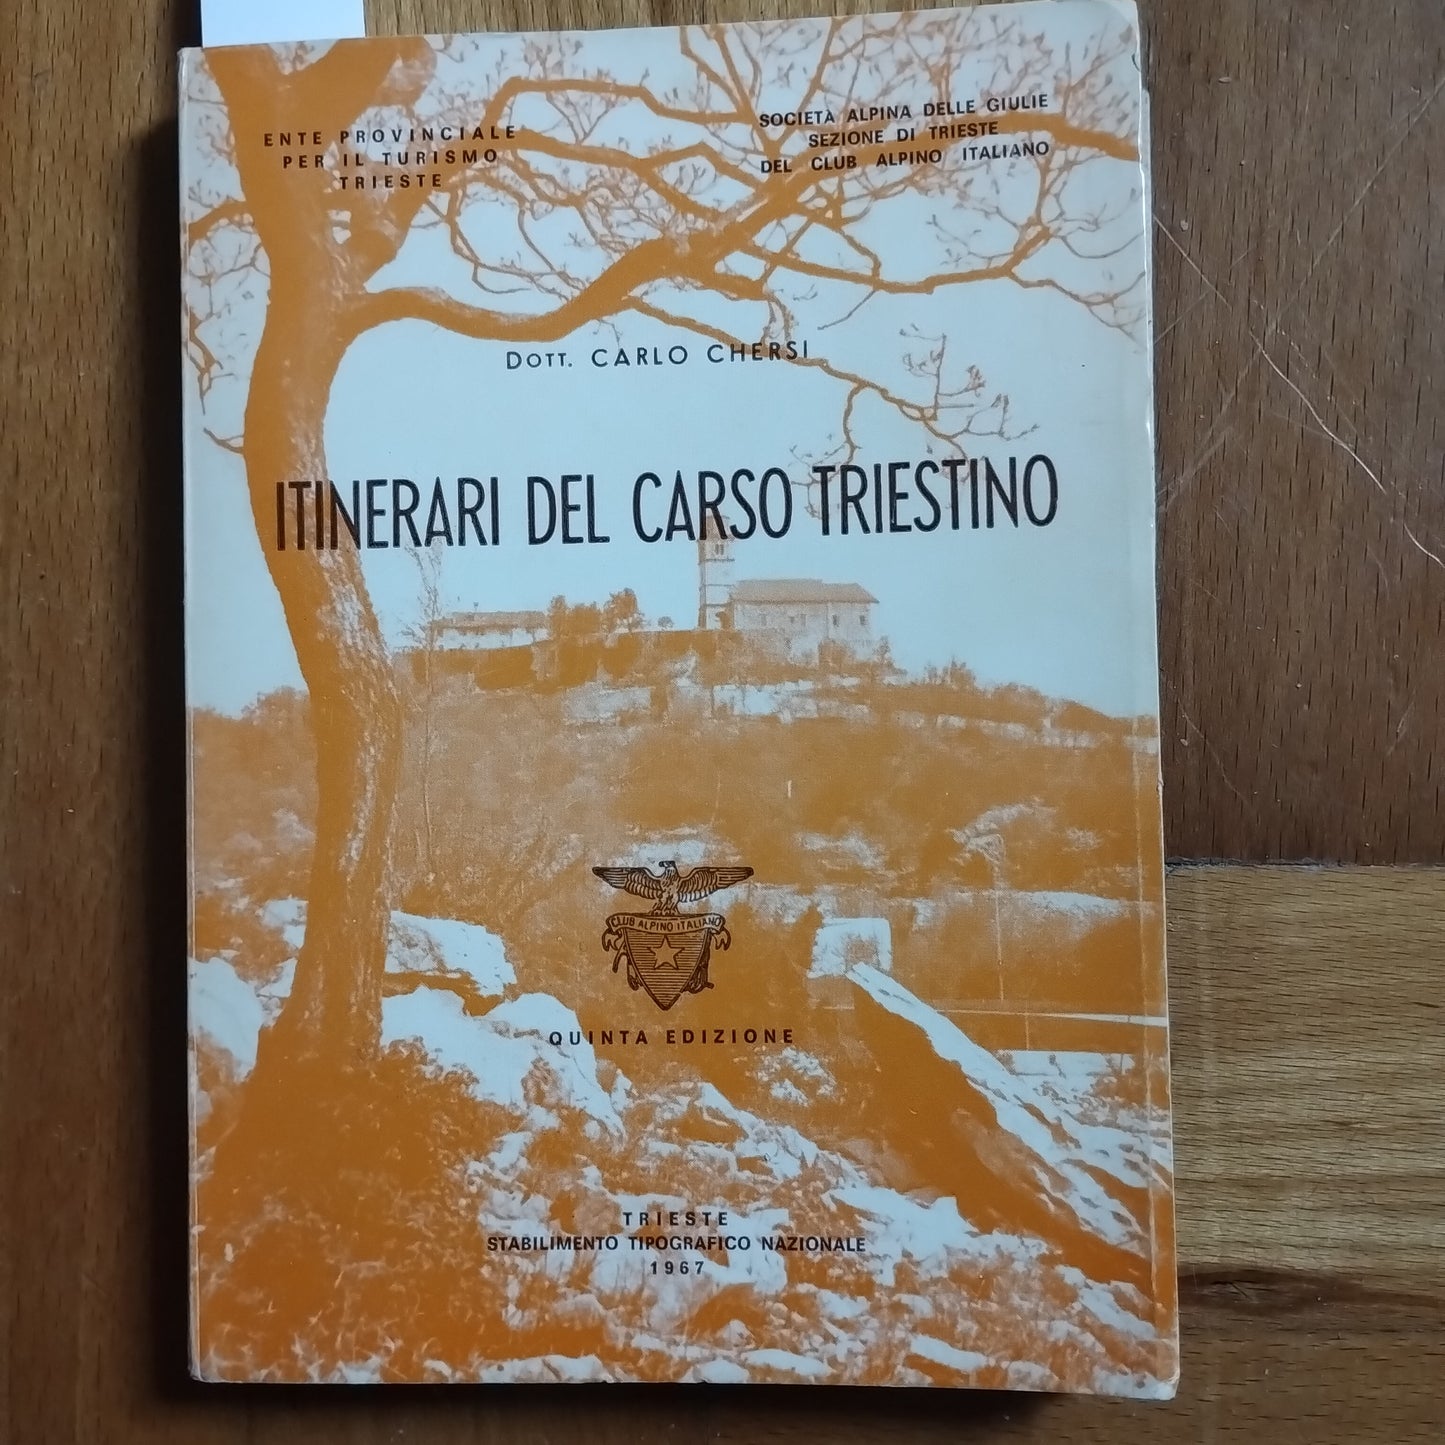 ENTE PROVINCIALE
PER IL TURISMO
TRIESTE
SOCIETÀ ALPINA DELLE GIULIE
SEZIONE DI TRIESTE
DEL CLUB ALPINO ITALIANO
DOTT. CARLO CHERSI
ITINERARI DEL CARSO TRIESTINO
CLUB ALPINO ITALIANO
QUINTA EDIZIONE
TRIESTE
STABILIMENTO TIPOGRAFICO NAZIONALE
1967